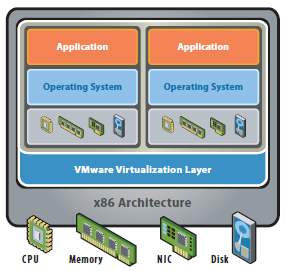 Application Application
Operating System Operating System
VMware Virtualization Layer
x86 Architecture
CPU Memory NIC Disk